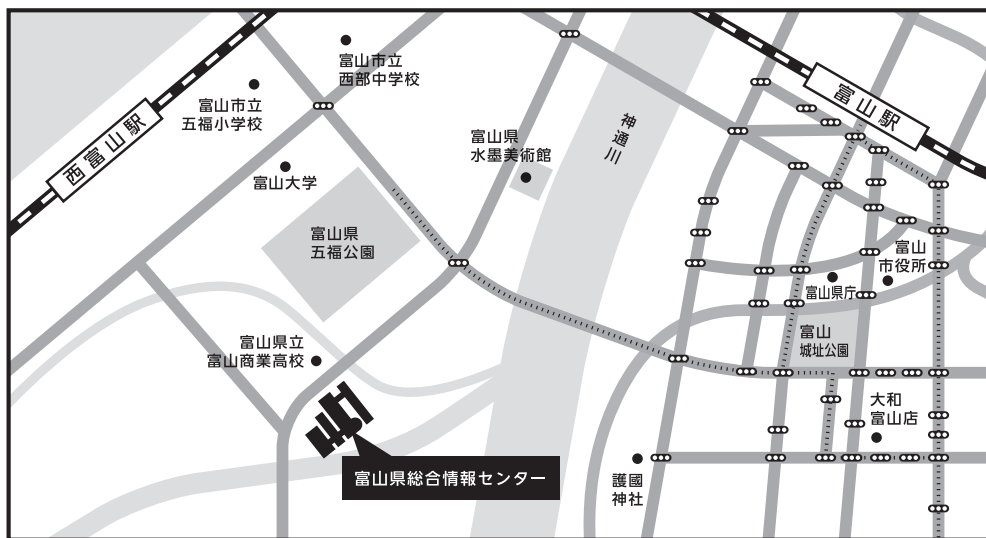 富山市立
西部中学校
富山市立
五福小学校
西富山駅
富山大学
富山県
五福公園
富山県
水墨美術館
神通川
富山駅
富山
市役所
富山県庁
富山
城址公園
富山県立
富山商業高校
大和
富山店
富山県総合情報センター
護國
神社